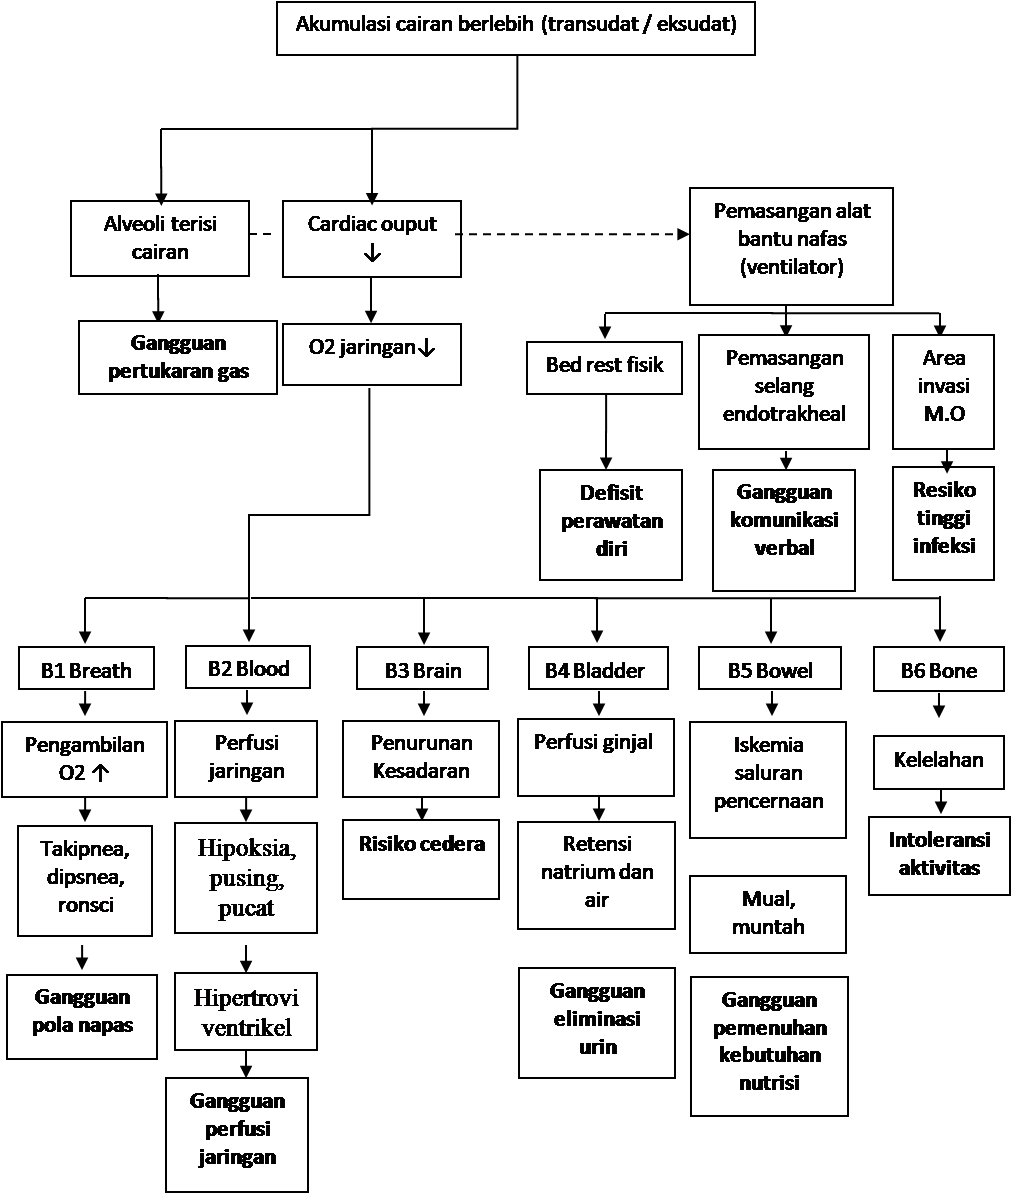 Akumulasi cairan berlebih (transudat / eksudat)
Alveoli terisi
cairan
Cardiac ouput
↓
Pemasangan alat
bantu nafas
(ventilator)
Gangguan
pertukaran gas
O2 jaringan↓
Bed rest fisik
Pemasangan
selang
endotrakheal
Area
invasi
M.O
Defisit
perawatan
diri
Gangguan
komunikasi
verbal
Resiko
tinggi
infeksi
B1 Breath
B2 Blood
B3 Brain
B4 Bladder
B5 Bowel
B6 Bone
Pengambilan
O2 ↑
Perfusi
jaringan
Penurunan
Kesadaran
Perfusi ginjal
Iskemia
saluran
pencernaan
Kelelahan
Takipnea,
dipsnea,
ronsci
Hipoksia,
pusing,
pucat
Risiko cedera
Retensi
natrium dan
air
Mual,
muntah
Intoleransi
aktivitas
Gangguan
pola napas
Hipertrovi
ventrikel
Gangguan
eliminasi
urin
Gangguan
pemenuhan
kebutuhan
nutrisi
Gangguan
perfusi
jaringan